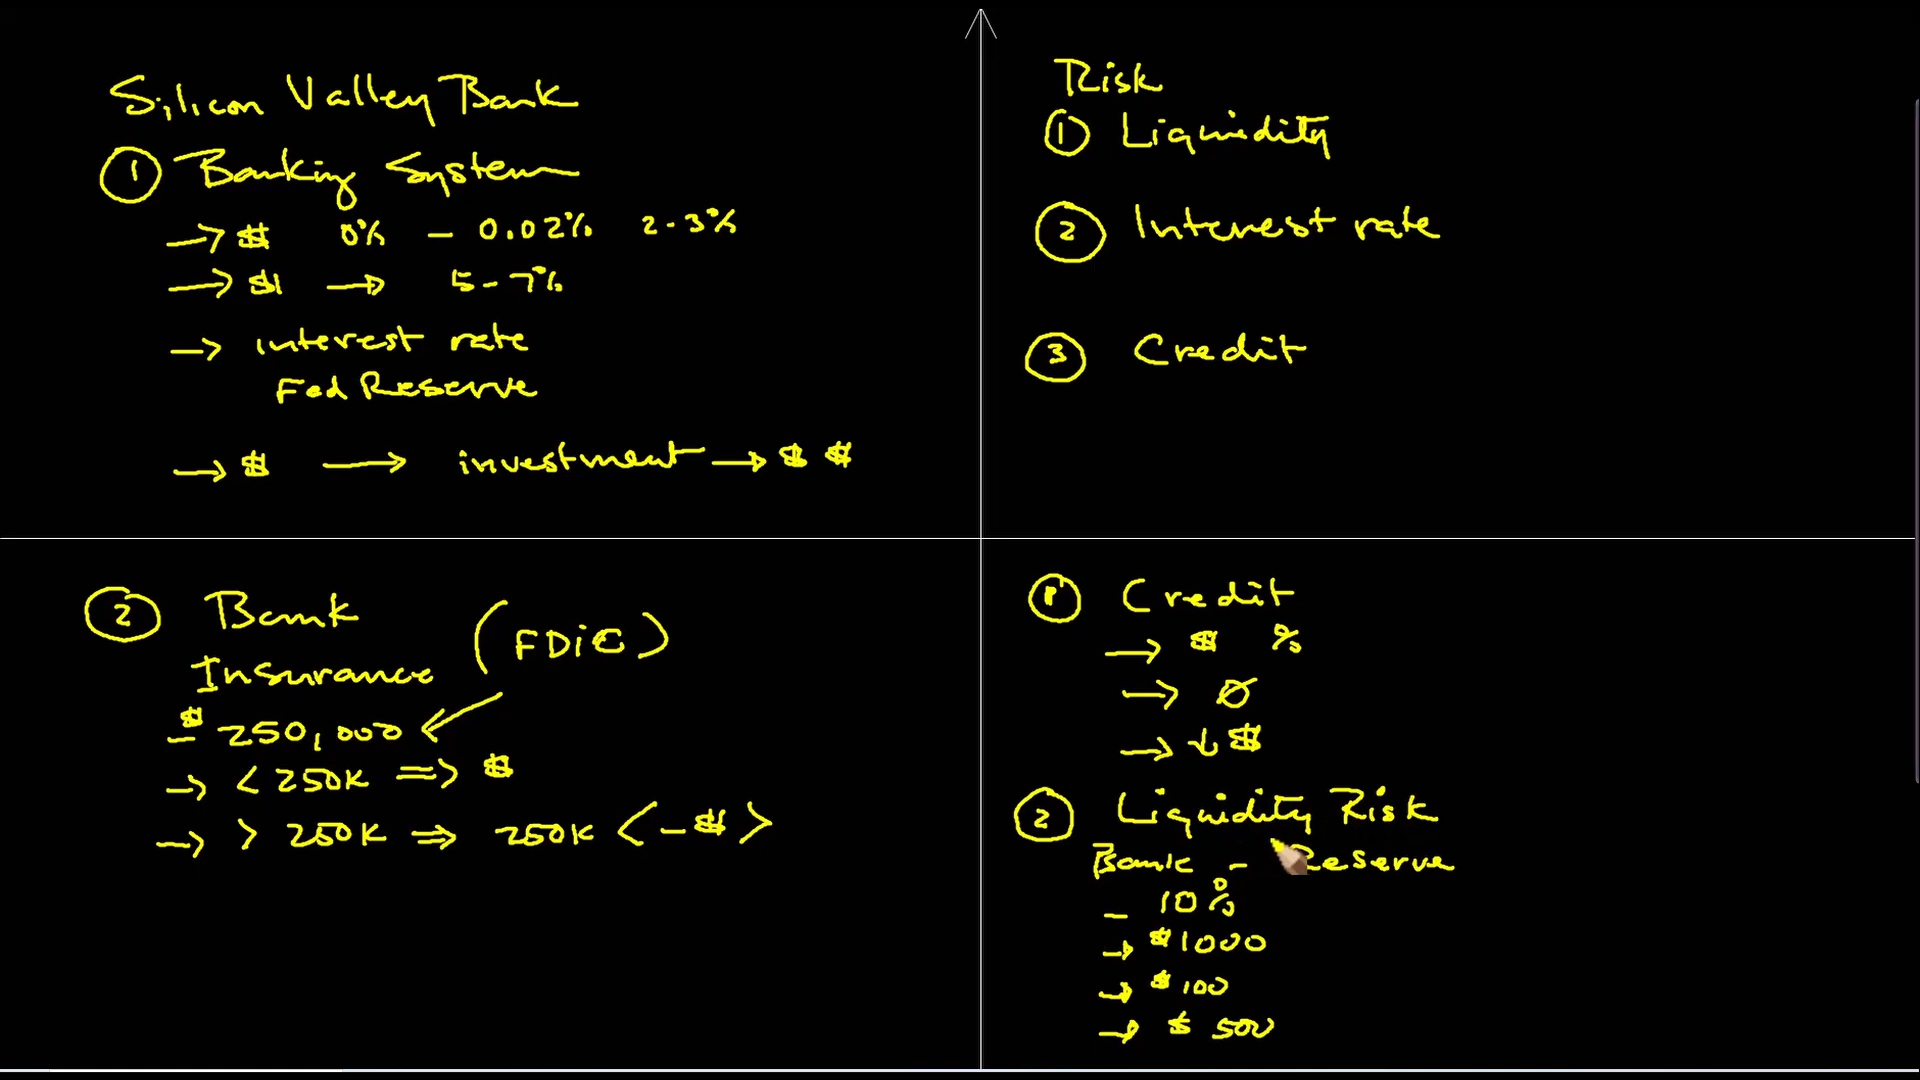 Silicon Valley Bank
① Banking System
→ $ 0% - 0.02% 2-3%
→ $ → 5-7%
→ interest rate
Fed Reserve
→ $ → investment → $ $
Risk
① Liquidity
② Interest rate
③ Credit
② Bank
Insurance (FDIC)
- $250,000 ←
→ < 250K ⇒ $
→ > 250K ⇒ 250K <-$>
① Credit
→ $ %
→ Ø
→ ↓ $
② Liquidity Risk
Bank - Reserve
- 10%
→ $1000
→ $100
→ $500